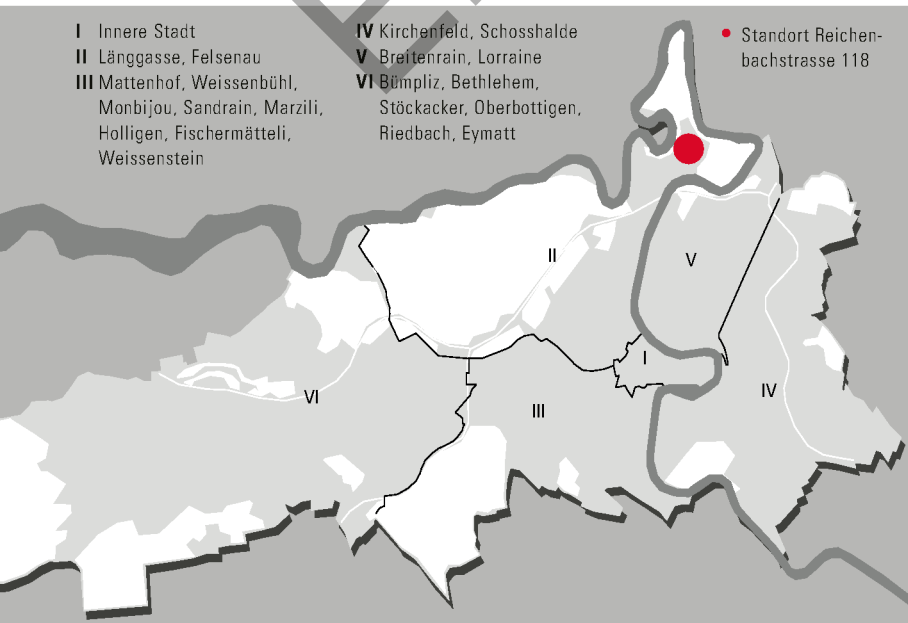 I Innere Stadt
II Länggasse, Felsenau
III Mattenhof, Weissenbühl,
Monbijou, Sandrain, Marzili,
Holligen, Fischermätteli,
Weissenstein
IV Kirchenfeld, Schosshalde
V Breitenrain, Lorraine
VI Bümpliz, Bethlehem,
Stöckacker, Oberbottigen,
Riedbach, Eymatt
Standort Reichen-
bachstrasse 118
II
V
I
VI
III
IV